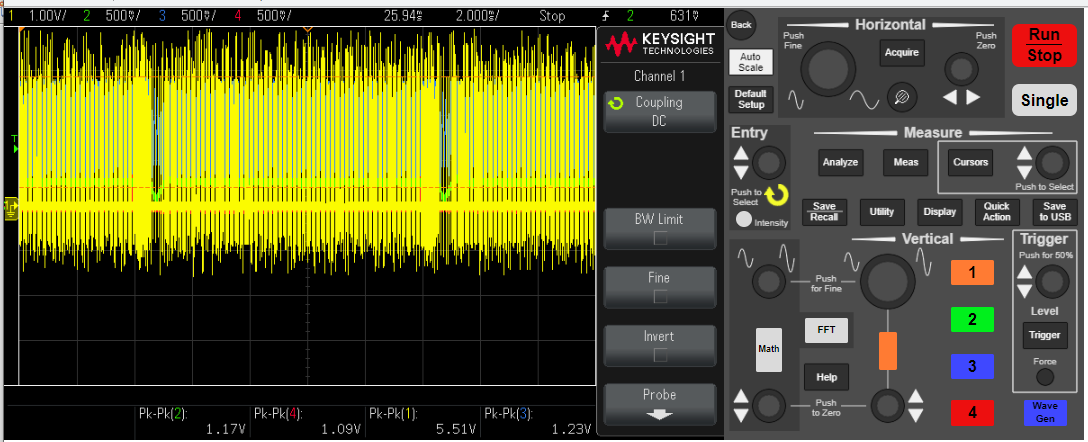 1 1.00V/ 2 500mV/ 3 500mV/ 4 500mV/ 25.94ms 2.000ms/ Stop 2 631mV
T
KEYSIGHT
TECHNOLOGIES
Channel 1
Coupling
DC
BW Limit
Fine
Invert
Probe
Pk-Pk(2): Pk-Pk(4): Pk-Pk(1): Pk-Pk(3):
1.17V 1.09V 5.51V 1.23V
Back
Auto
Scale
Default
Setup
Horizontal
Push
Fine
Acquire
Push
Zero
Run
Stop
Single
Entry
Push to
Select
Intensity
Measure
Analyze
Meas
Cursors
Push to Select
Save
Recall
Utility
Display
Quick
Action
Save
to USB
Vertical
Push
for Fine
FFT
Math
Help
Push
to Zero
1
2
3
4
Trigger
Push for 50%
Level
Trigger
Force
Wave
Gen